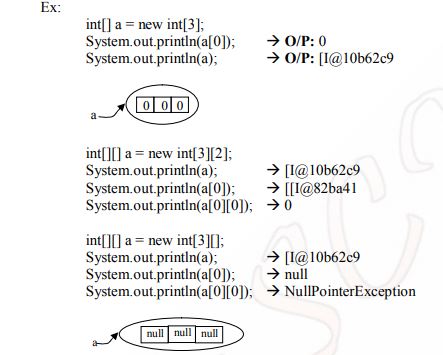 Ex:
int[] a = new int[3];
System.out.println(a[0]); → O/P: 0
System.out.println(a); → O/P: [I@10b62c9
a 0 0 0
int[][] a = new int[3][2];
System.out.println(a); → [I@10b62c9
System.out.println(a[0]); → [[I@82ba41
System.out.println(a[0][0]); → 0
int[][] a = new int[3][];
System.out.println(a); → [I@10b62c9
System.out.println(a[0]); → null
System.out.println(a[0][0]); → NullPointerException
a null null null